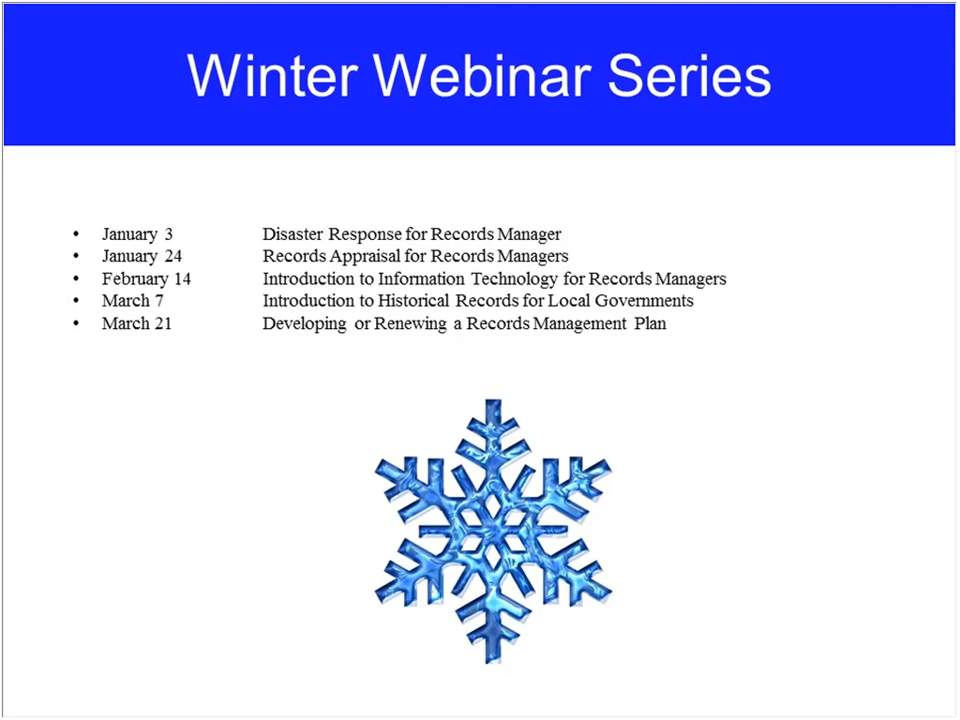 Winter Webinar Series
• January 3 Disaster Response for Records Manager
• January 24 Records Appraisal for Records Managers
• February 14 Introduction to Information Technology for Records Managers
• March 7 Introduction to Historical Records for Local Governments
• March 21 Developing or Renewing a Records Management Plan